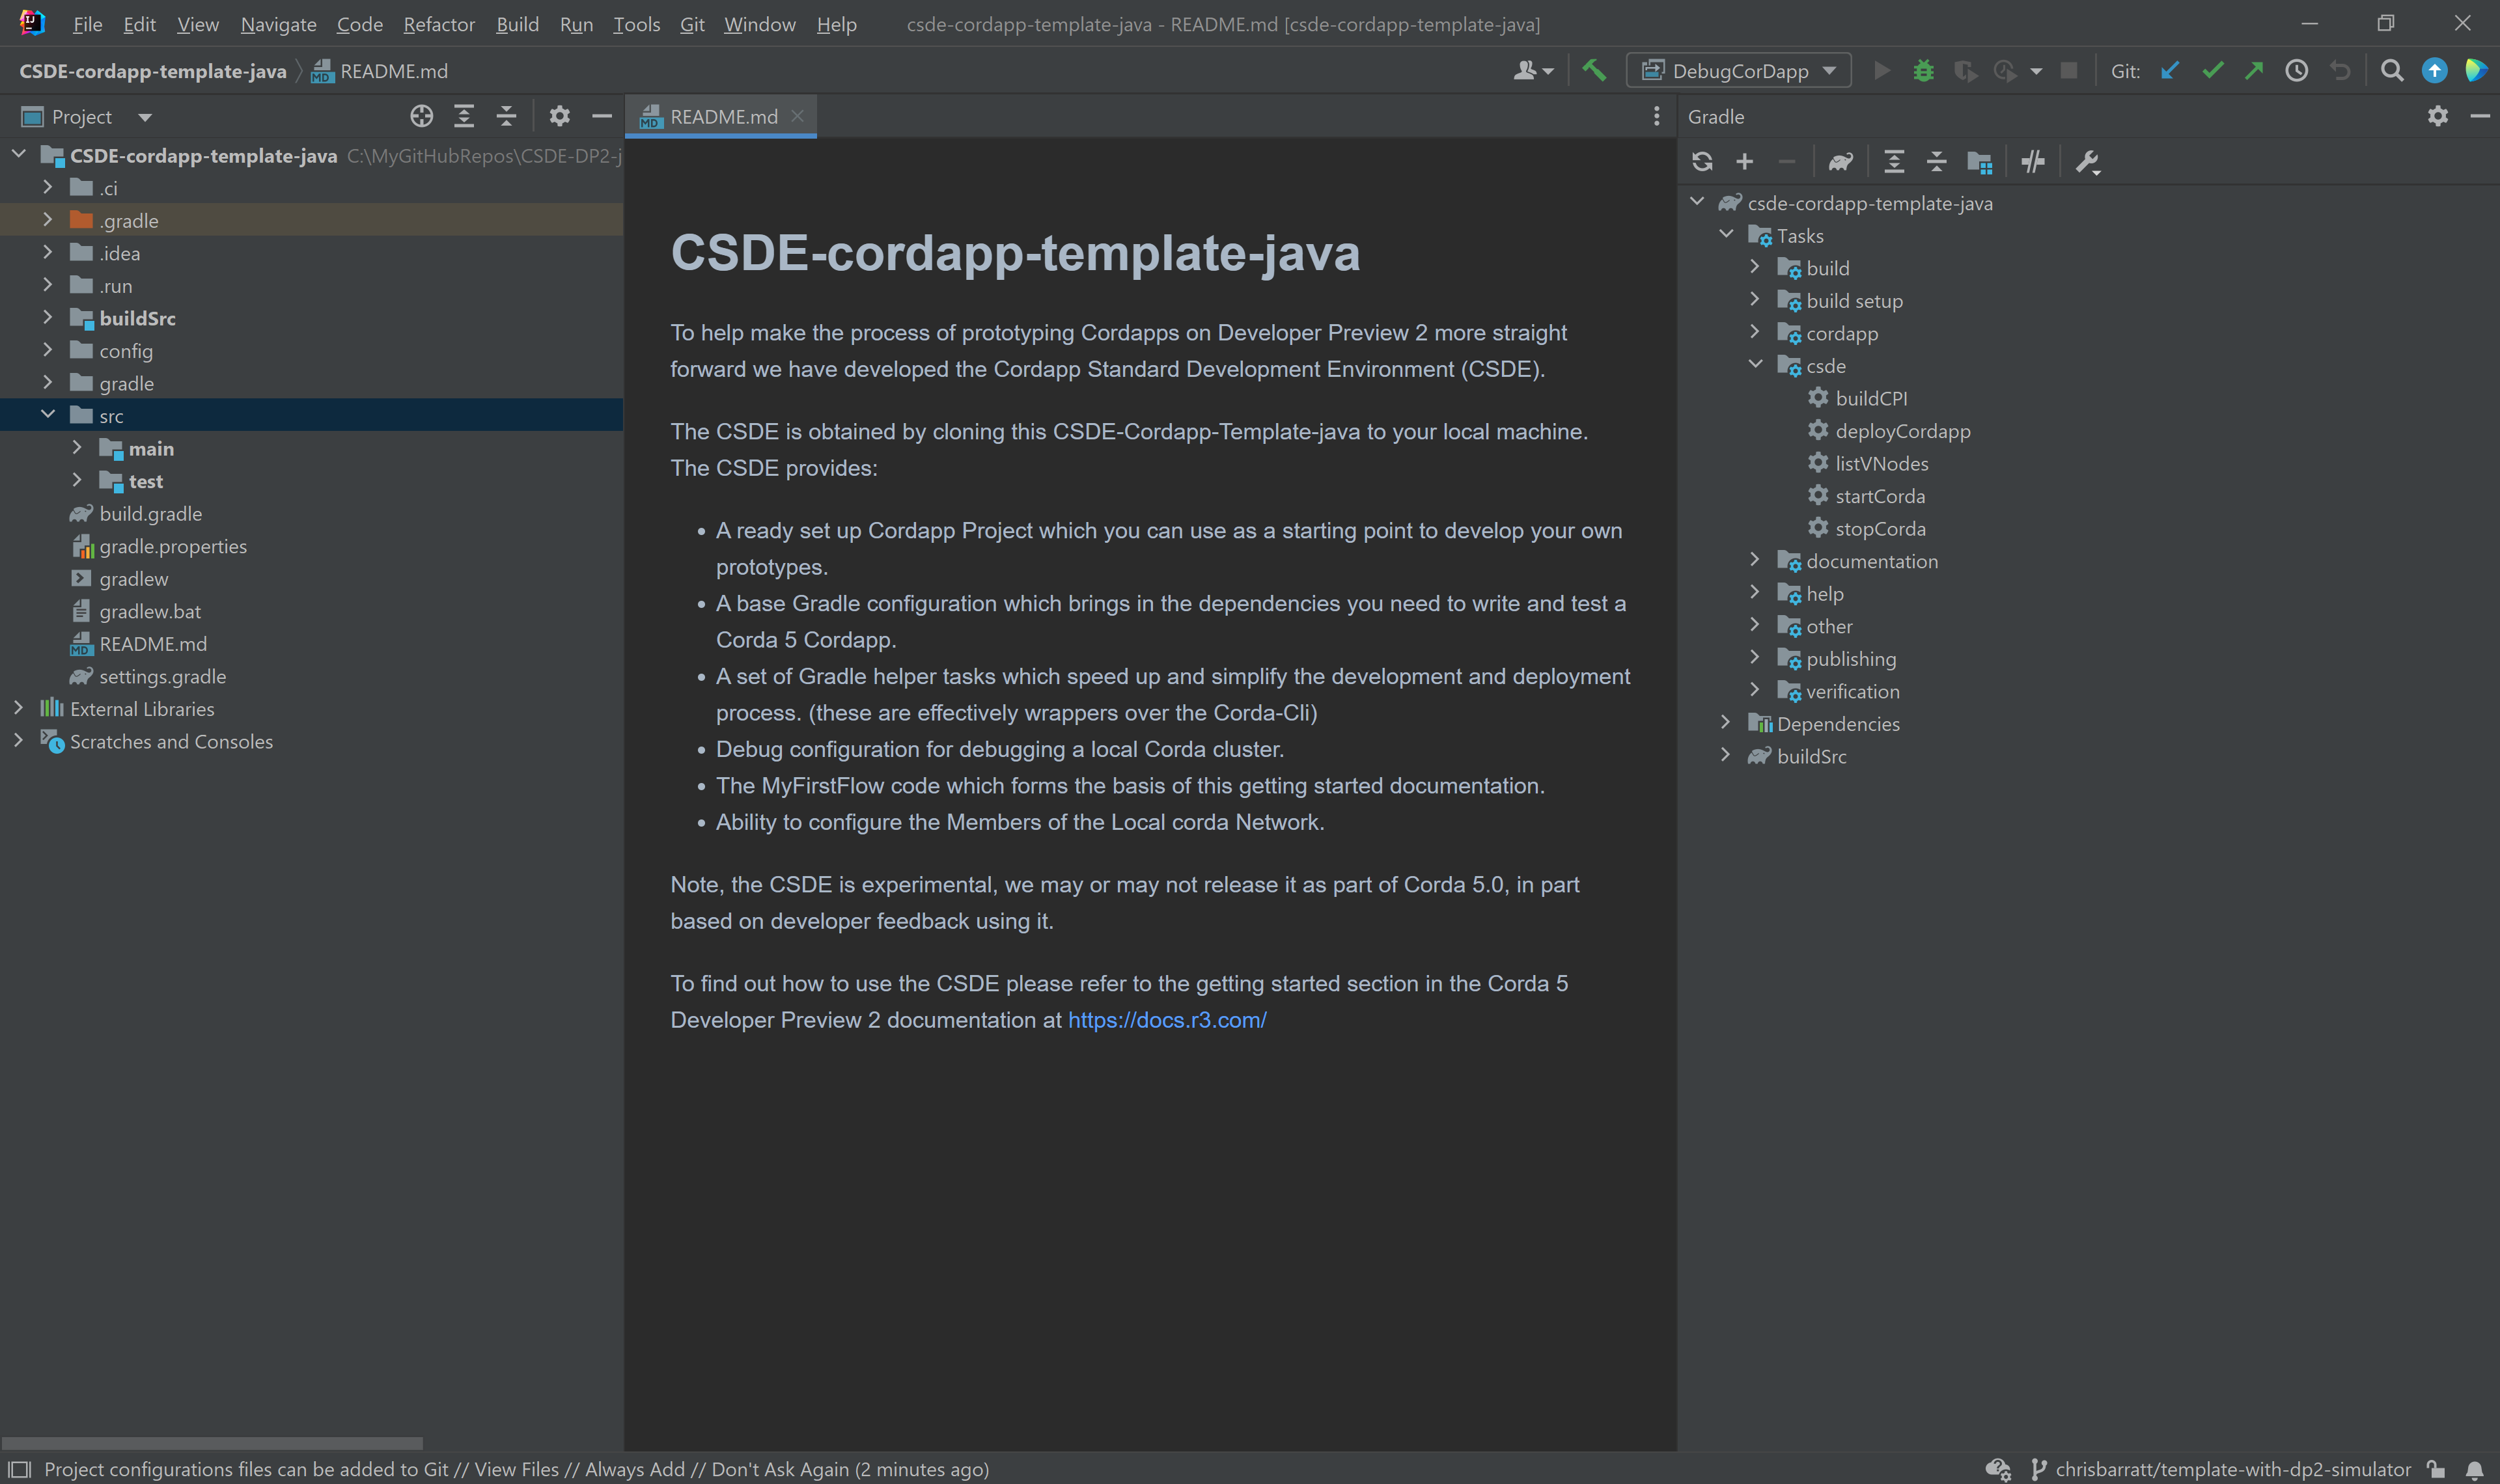 File Edit View Navigate Code Refactor Build Run Tools Git Window Help csde-cordapp-template-java - README.md [csde-cordapp-template-java]
CSDE-cordapp-template-java README.md DebugCorDapp Git:
Project
CSDE-cordapp-template-java C:\MyGitHubRepos\CSDE-DP2-j
.ci
.gradle
.idea
.run
buildSrc
config
gradle
src
main
test
build.gradle
gradle.properties
gradlew
gradlew.bat
README.md
settings.gradle
External Libraries
Scratches and Consoles
README.md
CSDE-cordapp-template-java
To help make the process of prototyping Cordapps on Developer Preview 2 more straight
forward we have developed the Cordapp Standard Development Environment (CSDE).
The CSDE is obtained by cloning this CSDE-Cordapp-Template-java to your local machine.
The CSDE provides:
• A ready set up Cordapp Project which you can use as a starting point to develop your own
prototypes.
• A base Gradle configuration which brings in the dependencies you need to write and test a
Corda 5 Cordapp.
• A set of Gradle helper tasks which speed up and simplify the development and deployment
process. (these are effectively wrappers over the Corda-Cli)
• Debug configuration for debugging a local Corda cluster.
• The MyFirstFlow code which forms the basis of this getting started documentation.
• Ability to configure the Members of the Local corda Network.
Note, the CSDE is experimental, we may or may not release it as part of Corda 5.0, in part
based on developer feedback using it.
To find out how to use the CSDE please refer to the getting started section in the Corda 5
Developer Preview 2 documentation at https://docs.r3.com/
Gradle
csde-cordapp-template-java
Tasks
build
build setup
cordapp
csde
buildCPI
deployCordapp
listVNodes
startCorda
stopCorda
documentation
help
other
publishing
verification
Dependencies
buildSrc
Project configurations files can be added to Git // View Files // Always Add // Don't Ask Again (2 minutes ago) chrisbarratt/template-with-dp2-simulator